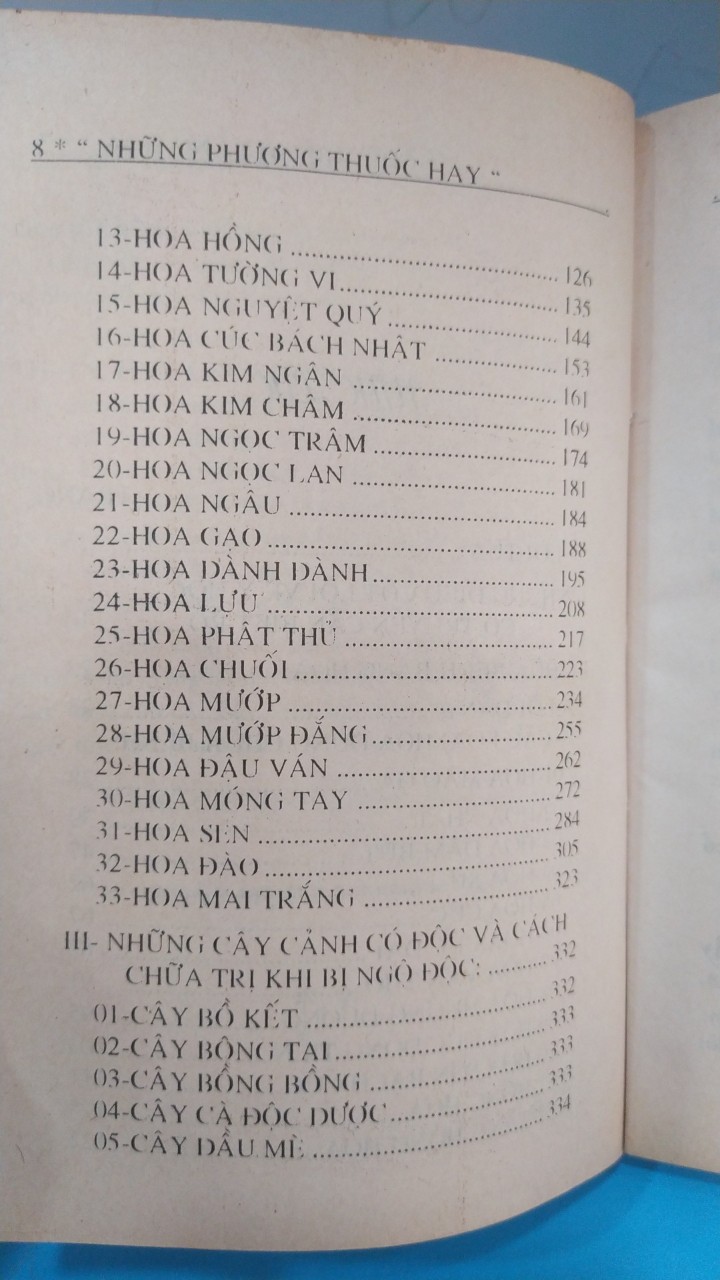 8 * “ NHỮNG PHƯƠNG THUỐC HAY “
13-HOA HỒNG ........ 126
14-HOA TƯỜNG VI ........ 135
15-HOA NGUYỆT QUÝ ........ 144
16-HOA CÚC BÁCH NHẬT ........ 153
17-HOA KIM NGÂN ........ 161
18-HOA KIM CHÂM ........ 169
19-HOA NGỌC TRÂM ........ 174
20-HOA NGỌC LAN ........ 181
21-HOA NGÂU ........ 184
22-HOA GẠO ........ 188
23-HOA DÀNH DÀNH ........ 195
24-HOA LỰU ........ 208
25-HOA PHẬT THỦ ........ 217
26-HOA CHUỐI ........ 223
27-HOA MƯỚP ........ 234
28-HOA MƯỚP ĐẮNG ........ 255
29-HOA ĐẬU VÁN ........ 262
30-HOA MÓNG TAY ........ 272
31-HOA SEN ........ 284
32-HOA ĐÀO ........ 305
33-HOA MAI TRẮNG ........ 323
III- NHỮNG CÂY CẢNH CÓ ĐỘC VÀ CÁCH
CHỮA TRỊ KHI BỊ NGỘ ĐỘC: ........ 332
01-CÂY BỒ KẾT ........ 332
02-CÂY BÔNG TAI ........ 333
03-CÂY BỒNG BỒNG ........ 333
04-CÂY CÀ ĐỘC DƯỢC ........ 333
05-CÂY DẦU MÈ ........ 334